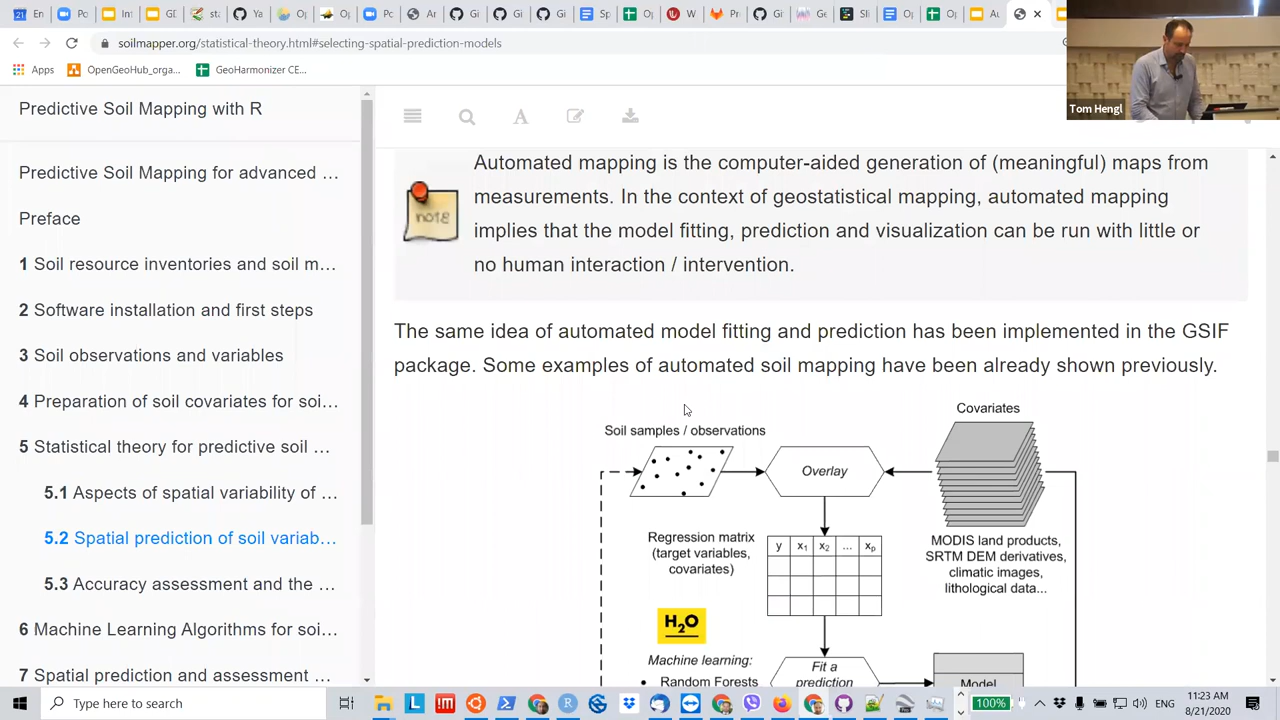 soilmapper.org/statistical-theory.html#selecting-spatial-prediction-models
Apps
OpenGeoHub_orga...
GeoHarmonizer CE...
Tom Hengl
Predictive Soil Mapping with R
Predictive Soil Mapping for advanced ...
Preface
1 Soil resource inventories and soil m...
2 Software installation and first steps
3 Soil observations and variables
4 Preparation of soil covariates for soi...
5 Statistical theory for predictive soil ...
5.1 Aspects of spatial variability of ...
5.2 Spatial prediction of soil variab...
5.3 Accuracy assessment and the ...
6 Machine Learning Algorithms for soi...
7 Spatial prediction and assessment
A
note
Automated mapping is the computer-aided generation of (meaningful) maps from
measurements. In the context of geostatistical mapping, automated mapping
implies that the model fitting, prediction and visualization can be run with little or
no human interaction / intervention.
The same idea of automated model fitting and prediction has been implemented in the GSIF
package. Some examples of automated soil mapping have been already shown previously.
Soil samples / observations
Overlay
Covariates
MODIS land products,
SRTM DEM derivatives,
climatic images,
lithological data...
Regression matrix
(target variables,
covariates)
y x1 x2 ... xp
H2O
Machine learning:
• Random Forests
Fit a
prediction
Model
Type here to search
100%
ENG
11:23 AM
8/21/2020